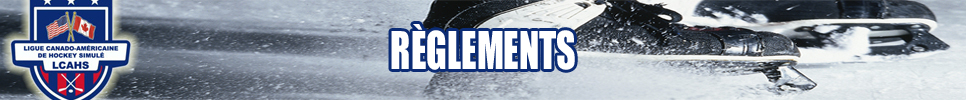 LIGUE CANADO-AMÉRICAINE
DE HOCKEY SIMULÉ
LCAHS
RÈGLEMENTS